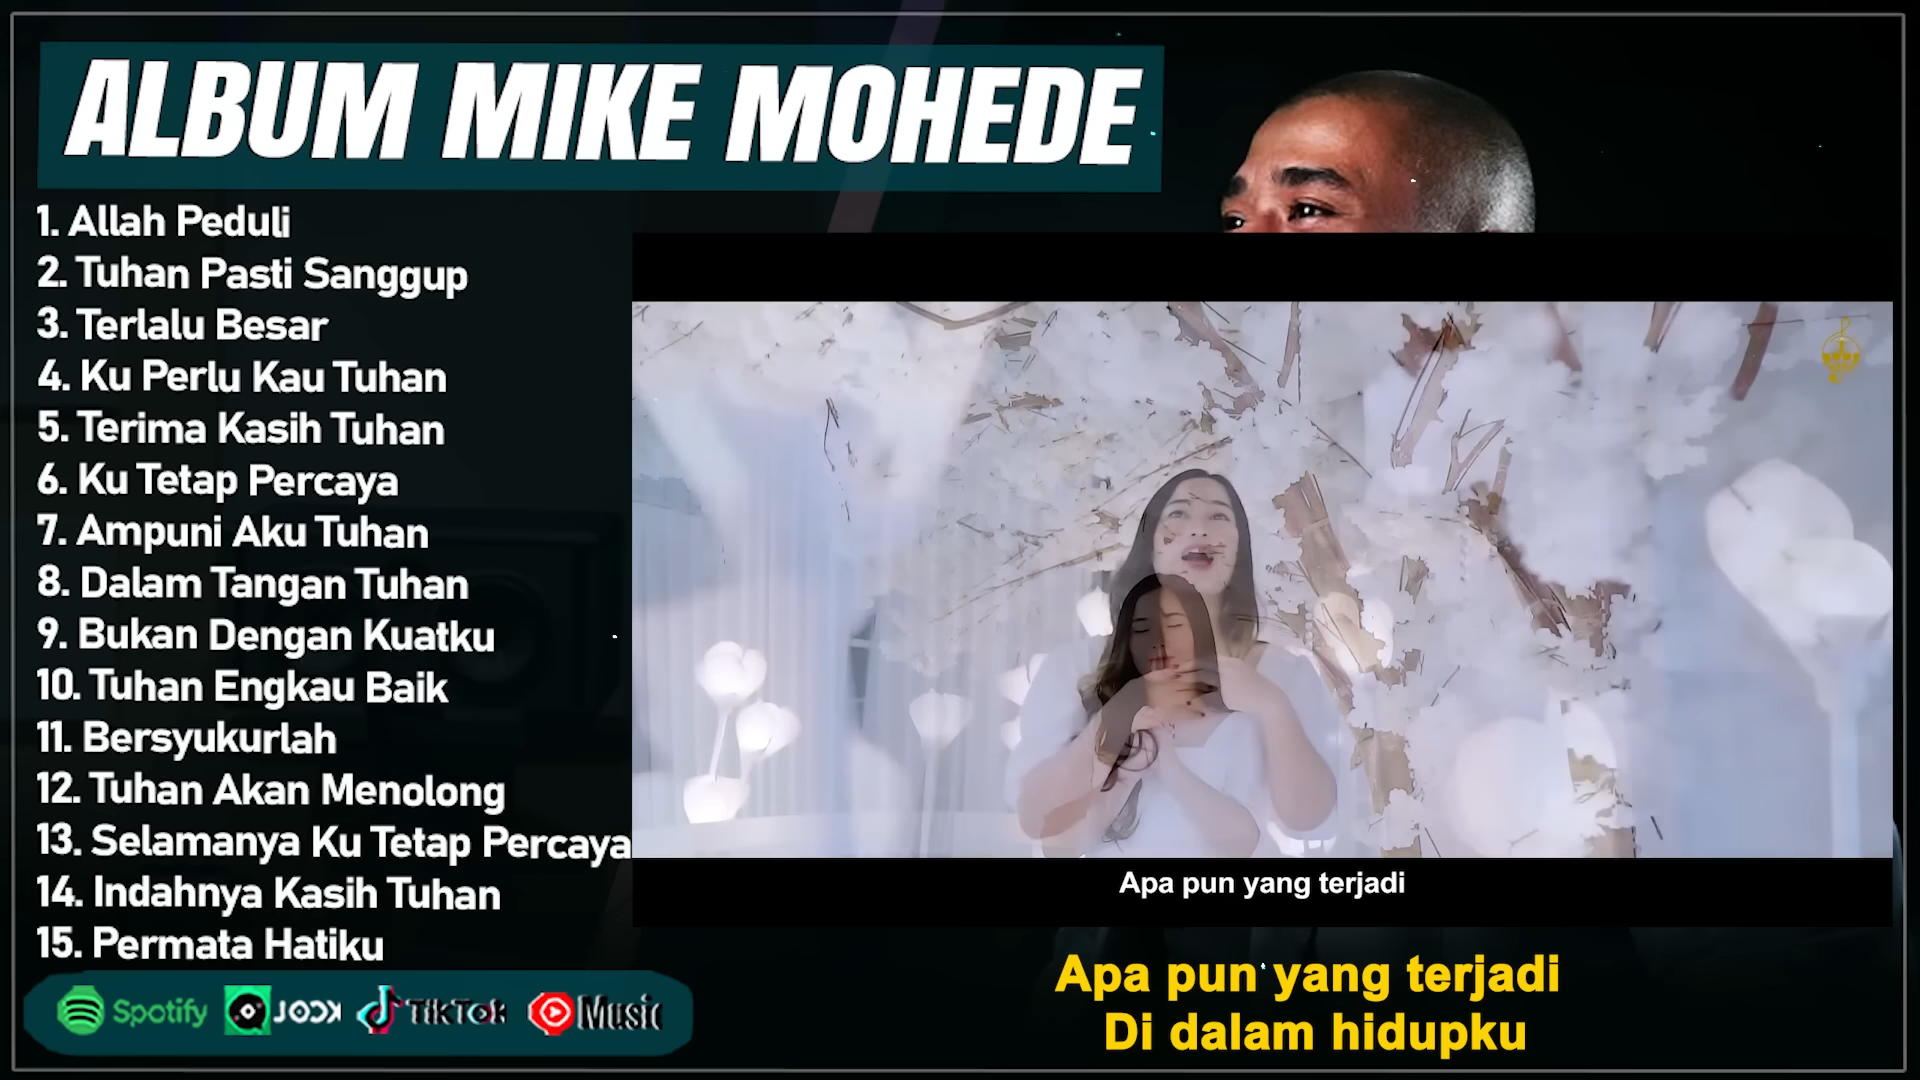 ALBUM MIKE MOHEDE
1. Allah Peduli
2. Tuhan Pasti Sanggup
3. Terlalu Besar
4. Ku Perlu Kau Tuhan
5. Terima Kasih Tuhan
6. Ku Tetap Percaya
7. Ampuni Aku Tuhan
8. Dalam Tangan Tuhan
9. Bukan Dengan Kuatku
10. Tuhan Engkau Baik
11. Bersyukurlah
12. Tuhan Akan Menolong
13. Selamanya Ku Tetap Percaya
14. Indahnya Kasih Tuhan
15. Permata Hatiku
Spotify JOOX TikTok Music
Apa pun yang terjadi
Apa pun yang terjadi
Di dalam hidupku